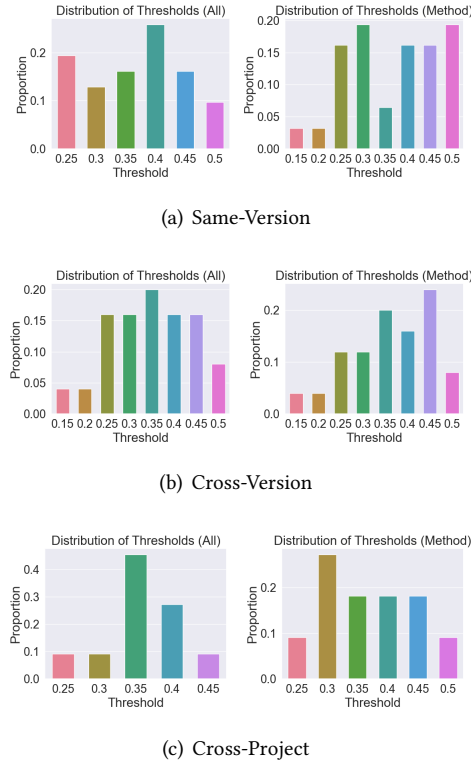 Distribution of Thresholds (All)
Proportion
0.2
0.1
0.0
0.25 0.3 0.35 0.4 0.45 0.5
Threshold
Distribution of Thresholds (Method)
Proportion
0.20
0.15
0.10
0.05
0.00
0.15 0.2 0.25 0.3 0.35 0.4 0.45 0.5
Threshold
(a) Same-Version
Distribution of Thresholds (All)
Proportion
0.20
0.15
0.10
0.05
0.00
0.15 0.2 0.25 0.3 0.35 0.4 0.45 0.5
Threshold
Distribution of Thresholds (Method)
Proportion
0.2
0.1
0.0
0.15 0.2 0.25 0.3 0.35 0.4 0.45 0.5
Threshold
(b) Cross-Version
Distribution of Thresholds (All)
Proportion
0.4
0.3
0.2
0.1
0.0
0.25 0.3 0.35 0.4 0.45
Threshold
Distribution of Thresholds (Method)
Proportion
0.2
0.1
0.0
0.25 0.3 0.35 0.4 0.45 0.5
Threshold
(c) Cross-Project